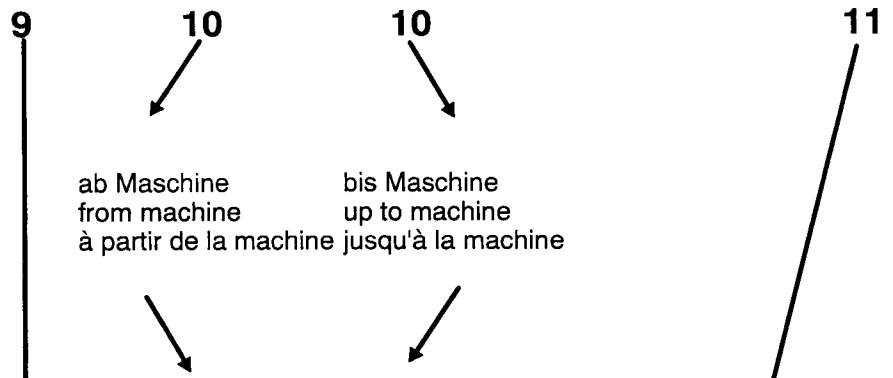 9 10 10 11
ab Maschine bis Maschine
from machine up to machine
à partir de la machine jusqu'à la machine